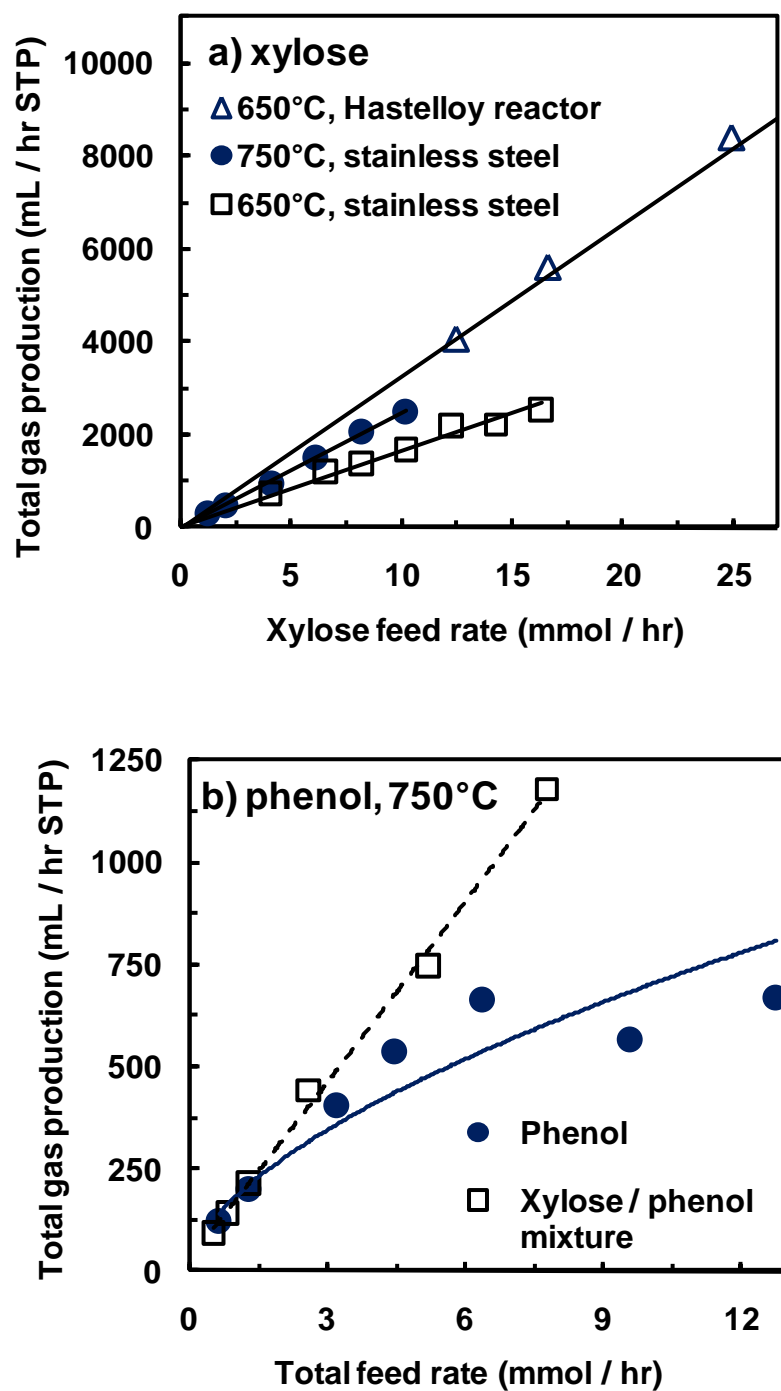 a) xylose
650°C, Hastelloy reactor
750°C, stainless steel
650°C, stainless steel
Total gas production (mL / hr STP)
10000
8000
6000
4000
2000
0
0 5 10 15 20 25
Xylose feed rate (mmol / hr)
b) phenol, 750°C
Total gas production (mL / hr STP)
1250
1000
750
500
250
0
Phenol
Xylose / phenol
mixture
0 3 6 9 12
Total feed rate (mmol / hr)